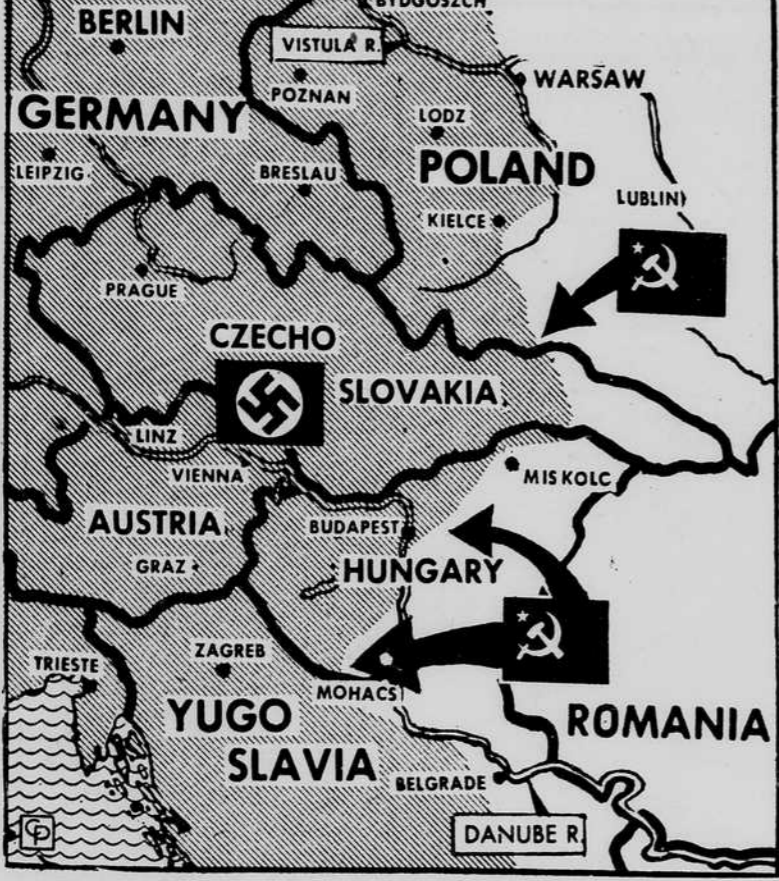 BYDGOSZCH
BERLIN
VISTULA R.
WARSAW
POZNAN
GERMANY
LODZ
LEIPZIG
BRESLAU
POLAND
LUBLIN
KIELCE
PRAGUE
CZECHO
SLOVAKIA
LINZ
VIENNA
MISKOLC
AUSTRIA
BUDAPEST
GRAZ
HUNGARY
ZAGREB
TRIESTE
MOHACS
YUGO
SLAVIA
ROMANIA
BELGRADE
DANUBE R.
CP